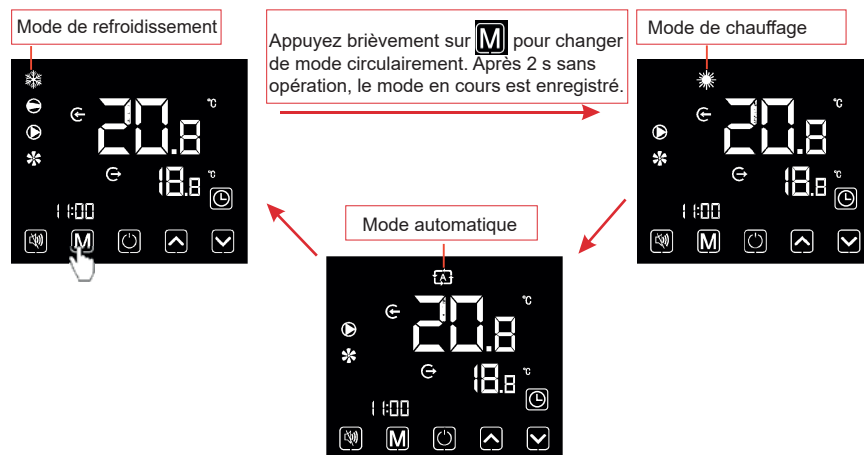 Mode de refroidissement
Appuyez brièvement sur M pour changer
de mode circulairement. Après 2 s sans
opération, le mode en cours est enregistré.
Mode de chauffage
20.8 °C
18.8 °C
11:00
M
20.8 °C
18.8 °C
11:00
M
Mode automatique
A
20.8 °C
18.8 °C
11:00
M